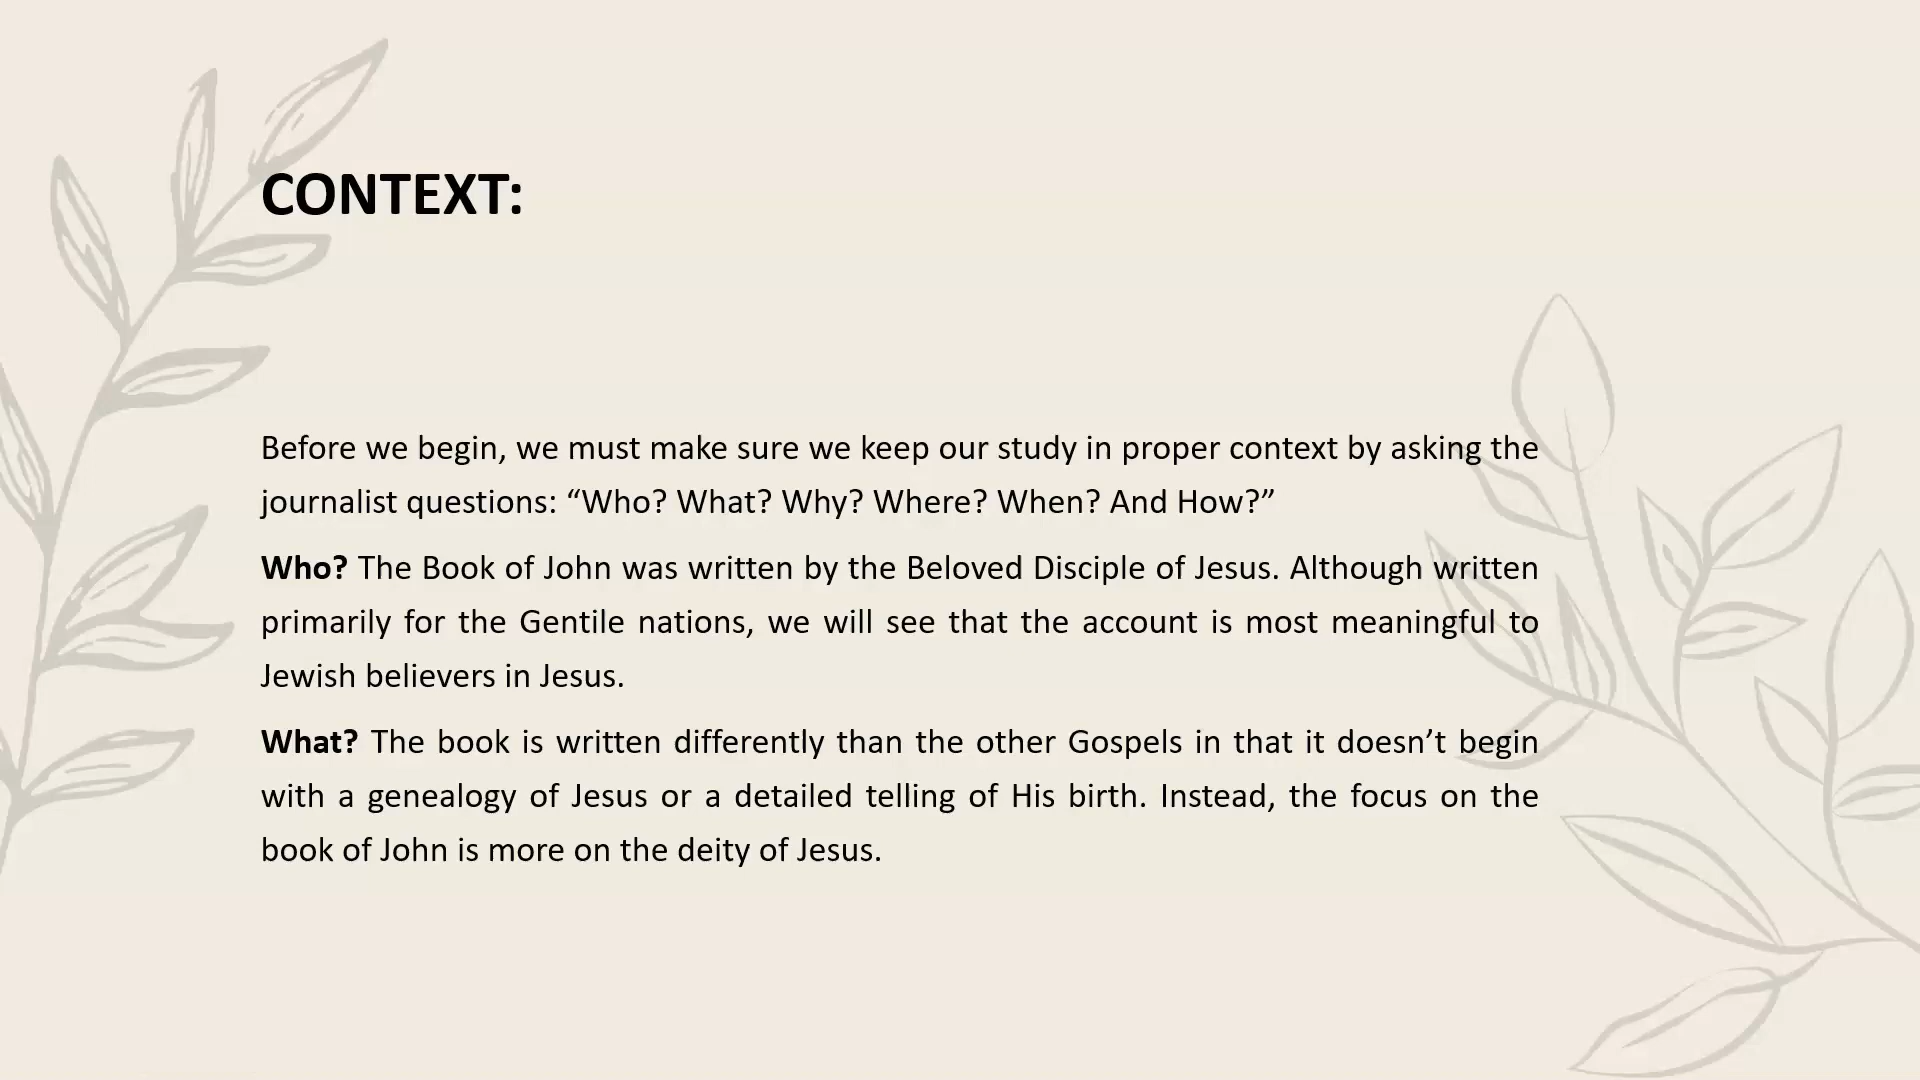 CONTEXT:
Before we begin, we must make sure we keep our study in proper context by asking the
journalist questions: “Who? What? Why? Where? When? And How?”
Who? The Book of John was written by the Beloved Disciple of Jesus. Although written
primarily for the Gentile nations, we will see that the account is most meaningful to
Jewish believers in Jesus.
What? The book is written differently than the other Gospels in that it doesn’t begin
with a genealogy of Jesus or a detailed telling of His birth. Instead, the focus on the
book of John is more on the deity of Jesus.